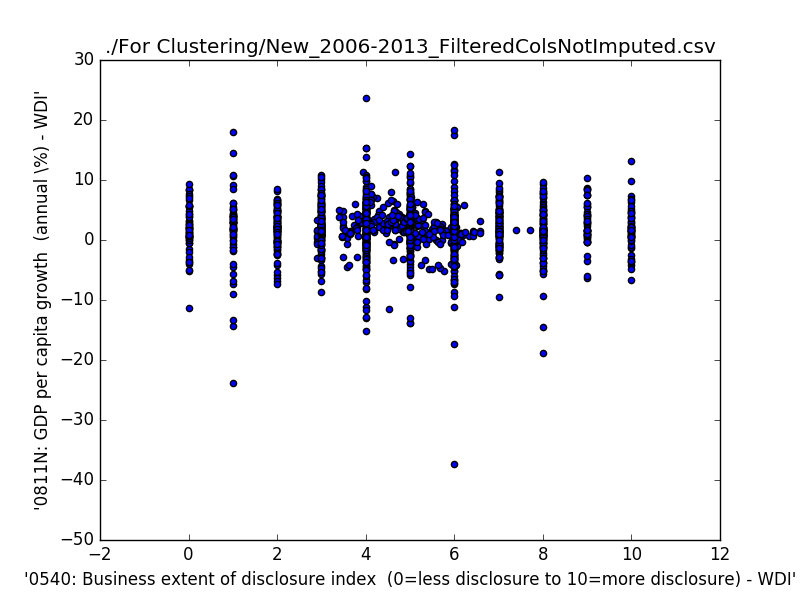 ./For Clustering/New_2006-2013_FilteredColsNotImputed.csv
30
20
10
0
−10
−20
−30
−40
−50
'0811N: GDP per capita growth  (annual \%) - WDI'
−2 0 2 4 6 8 10 12
'0540: Business extent of disclosure index  (0=less disclosure to 10=more disclosure) - WDI'